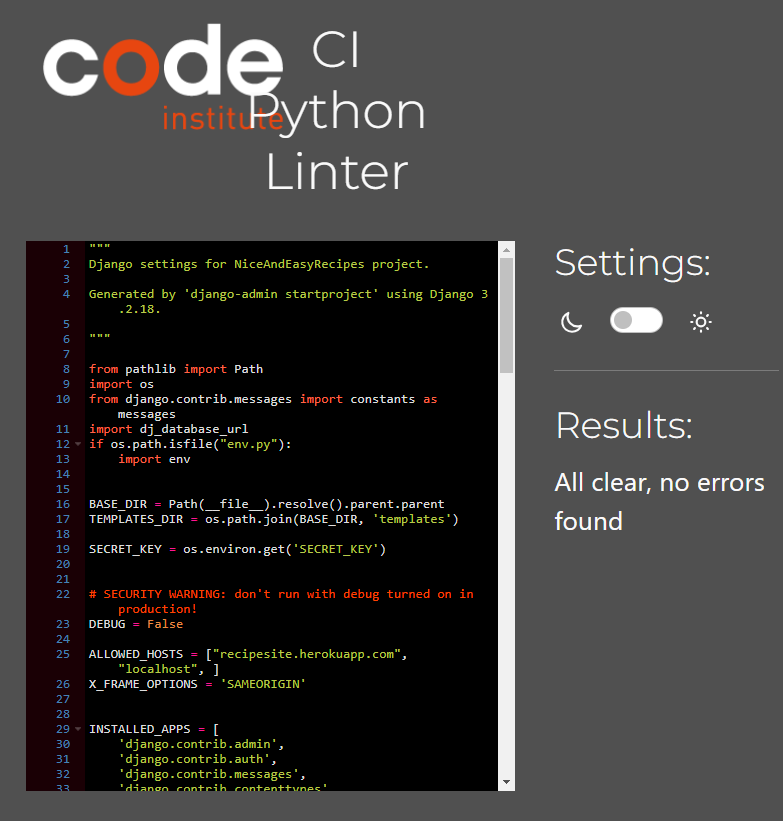 code
institute
CI
Python
Linter
1 """
2 Django settings for NiceAndEasyRecipes project.
3
4 Generated by 'django-admin startproject' using Django 3
.2.18.
5
6 """
7
8 from pathlib import Path
9 import os
10 from django.contrib.messages import constants as
messages
11 import dj_database_url
12 if os.path.isfile("env.py"):
13 import env
14
15
16 BASE_DIR = Path(__file__).resolve().parent.parent
17 TEMPLATES_DIR = os.path.join(BASE_DIR, 'templates')
18
19 SECRET_KEY = os.environ.get('SECRET_KEY')
20
21
22 # SECURITY WARNING: don't run with debug turned on in
production!
23 DEBUG = False
24
25 ALLOWED_HOSTS = ["recipesite.herokuapp.com",
"localhost", ]
26 X_FRAME_OPTIONS = 'SAMEORIGIN'
27
28
29 INSTALLED_APPS = [
30 'django.contrib.admin',
31 'django.contrib.auth',
32 'django.contrib.messages',
33 'django.contrib.contenttypes'
Settings:
Results:
All clear, no errors
found